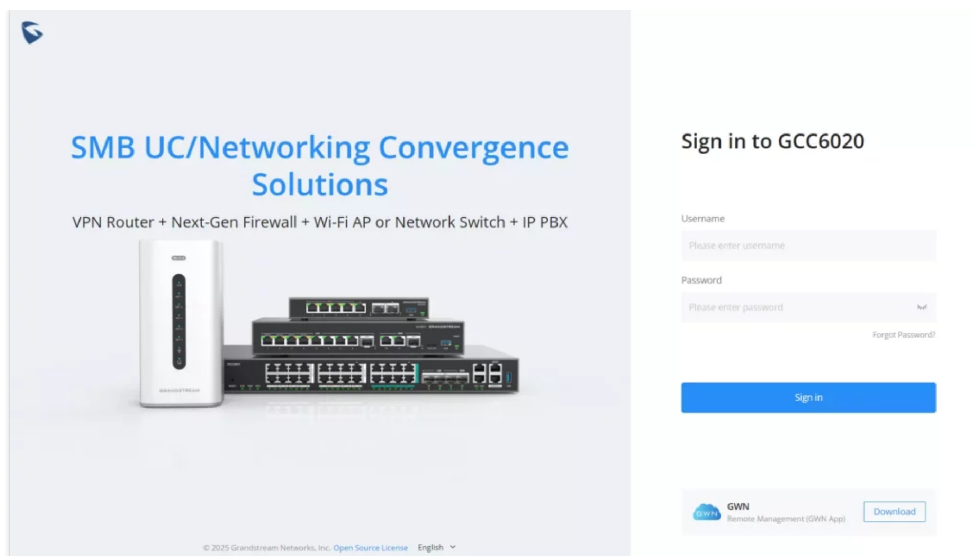 SMB UC/Networking Convergence
Solutions
VPN Router + Next-Gen Firewall + Wi-Fi AP or Network Switch + IP PBX
GRANDSTREAM
© 2025 Grandstream Networks, Inc. Open Source License English
Sign in to GCC6020
Username
Please enter username
Password
Please enter password
Forgot Password?
Sign in
GWN
GWN
Remote Management (GWN App)
Download